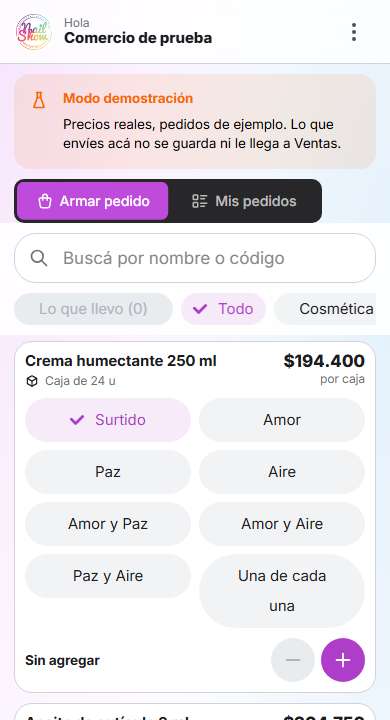 Nail
Show
Hola
Comercio de prueba
Modo demostración
Precios reales, pedidos de ejemplo. Lo que
envíes acá no se guarda ni le llega a Ventas.
Armar pedido
Mis pedidos
Buscá por nombre o código
Lo que llevo (0)
Todo
Cosmética
Crema humectante 250 ml
$194.400
Caja de 24 u
por caja
Surtido
Amor
Paz
Aire
Amor y Paz
Amor y Aire
Paz y Aire
Una de cada
una
Sin agregar